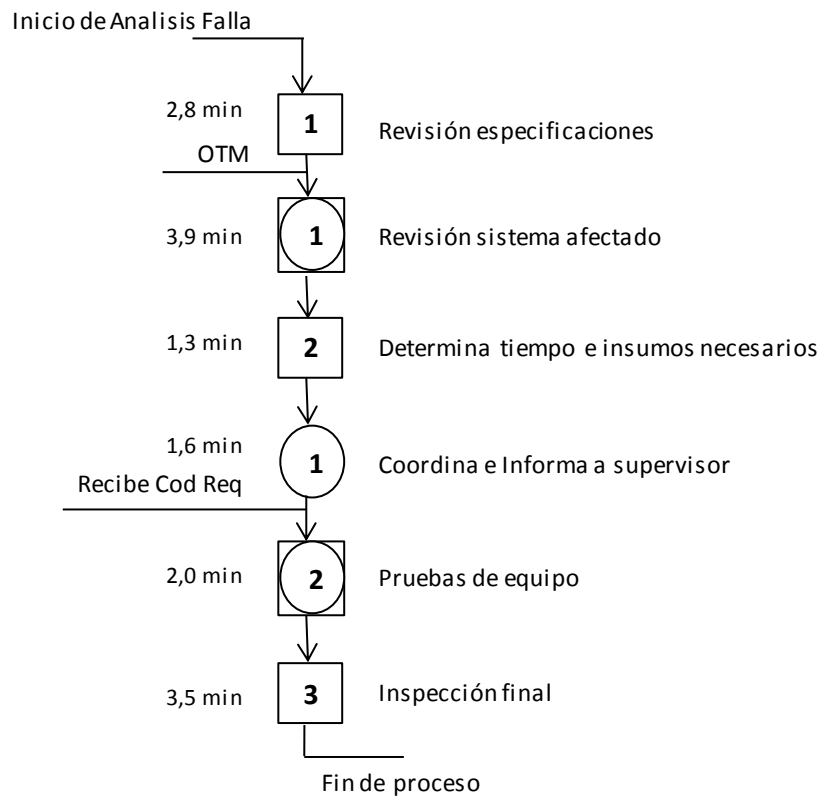 Inicio de Analisis Falla
2,8 min
1
Revisión especificaciones
OTM
3,9 min
1
Revisión sistema afectado
1,3 min
2
Determina tiempo e insumos necesarios
1,6 min
1
Coordina e Informa a supervisor
Recibe Cod Req
2,0 min
2
Pruebas de equipo
3,5 min
3
Inspección final
Fin de proceso